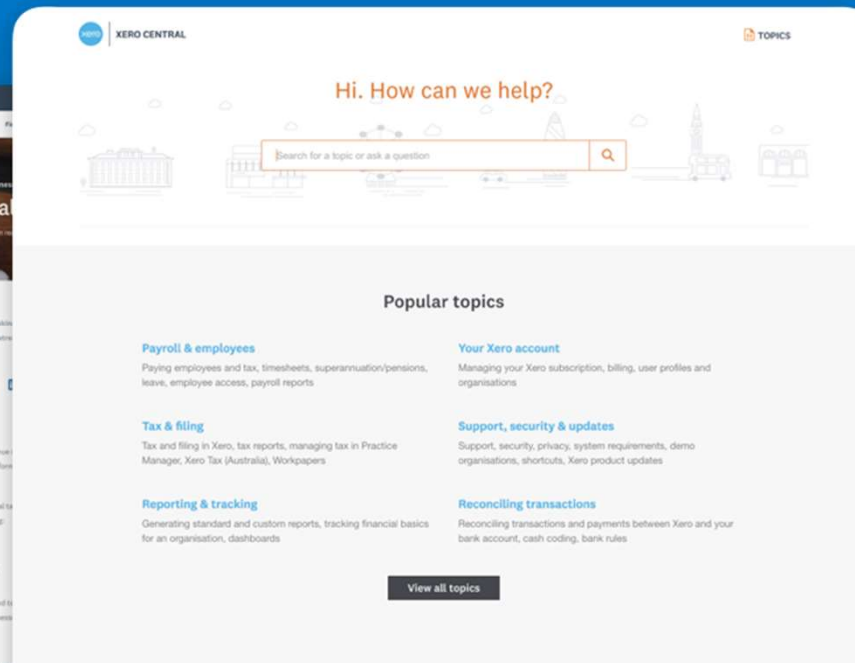 xero
XERO CENTRAL
TOPICS
Hi. How can we help?
Search for a topic or ask a question
Popular topics
Payroll & employees
Paying employees and tax, timesheets, superannuation/pensions,
leave, employee access, payroll reports
Your Xero account
Managing your Xero subscription, billing, user profiles and
organisations
Tax & filing
Tax and filing in Xero, tax reports, managing tax in Practice
Manager, Xero Tax (Australia), Workpapers
Support, security & updates
Support, security, privacy, system requirements, demo
organisations, shortcuts, Xero product updates
Reporting & tracking
Generating standard and custom reports, tracking financial basics
for an organisation, dashboards
Reconciling transactions
Reconciling transactions and payments between Xero and your
bank account, cash coding, bank rules
View all topics